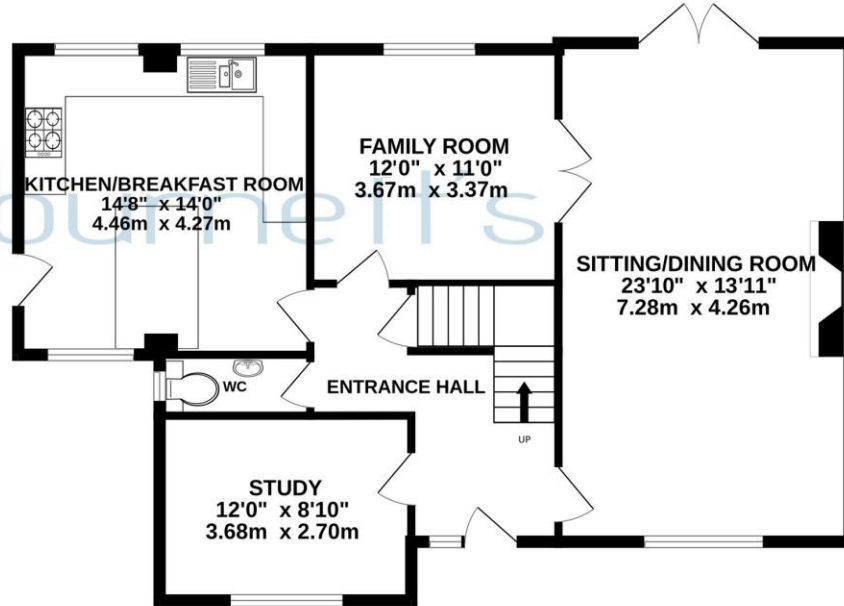 FAMILY ROOM
12'0" x 11'0"
3.67m x 3.37m
KITCHEN/BREAKFAST ROOM
14'8" x 14'0"
4.46m x 4.27m
SITTING/DINING ROOM
23'10" x 13'11"
7.28m x 4.26m
WC
ENTRANCE HALL
UP
STUDY
12'0" x 8'10"
3.68m x 2.70m